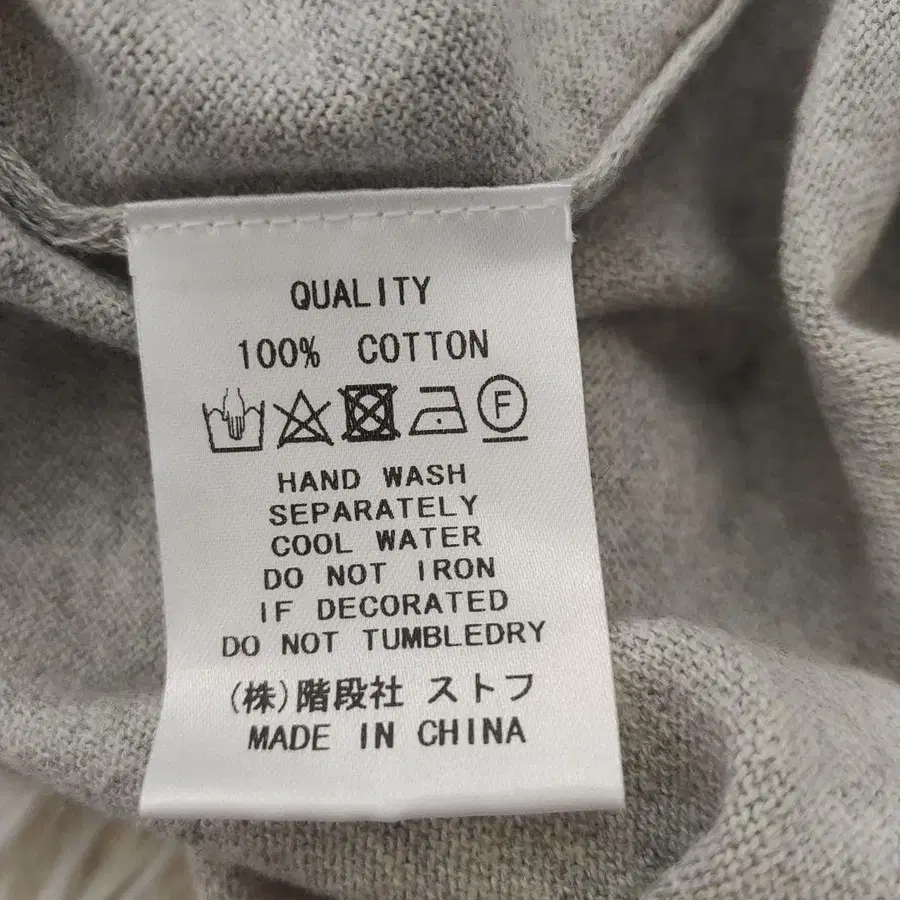 QUALITY
100% COTTON
F
HAND WASH
SEPARATELY
COOL WATER
DO NOT IRON
IF DECORATED
DO NOT TUMBLEDRY
(株)階段社 ストフ
MADE IN CHINA